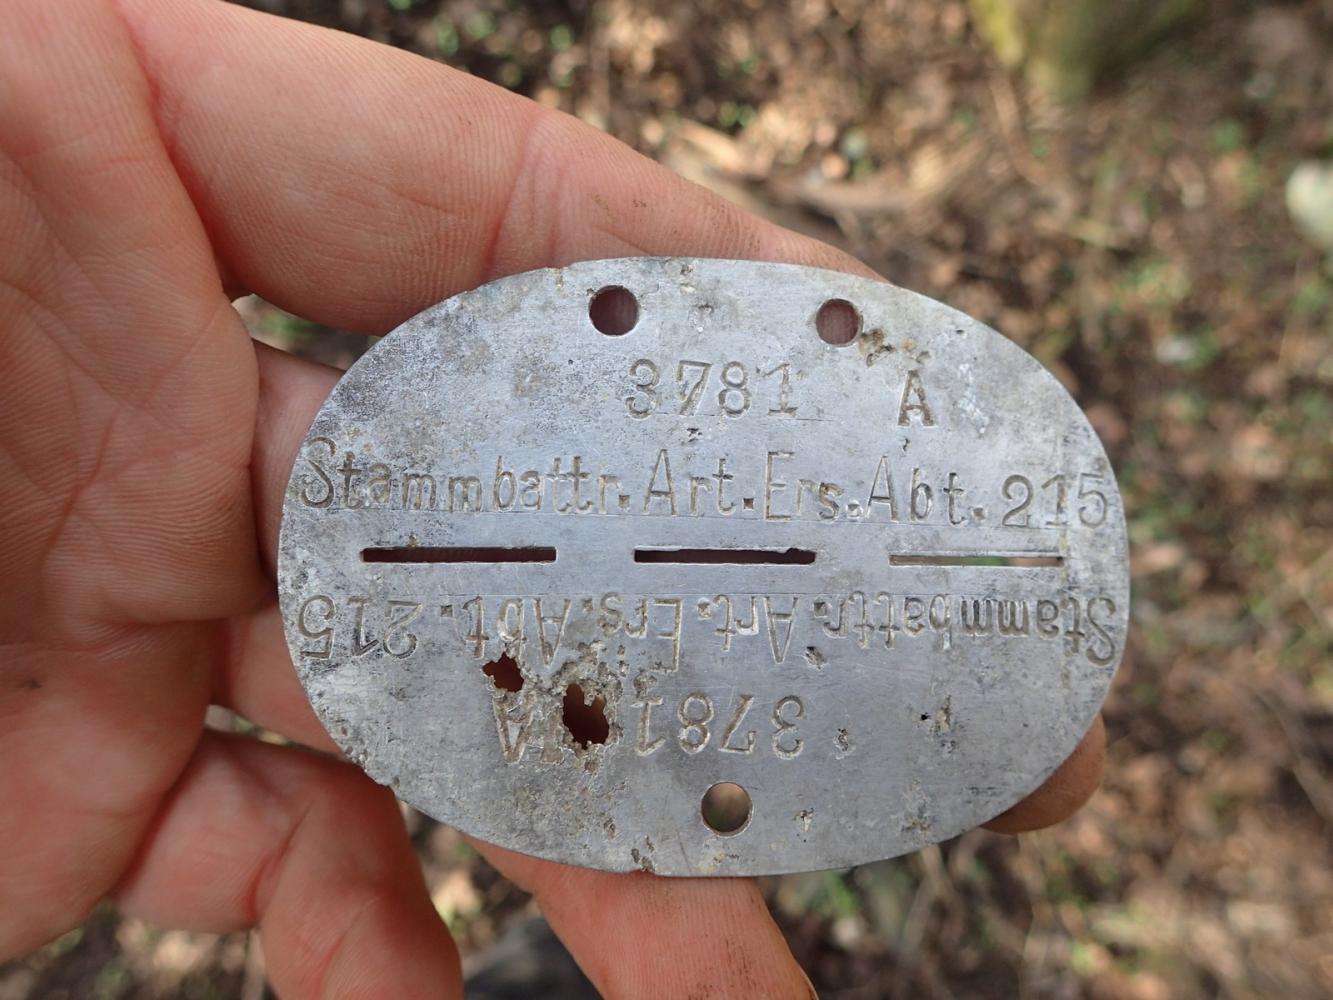 3781 A
Stammbattr. Art. Ers. Abt. 215
Stammbattr. Art. Ers. Abt. 215
3781 A